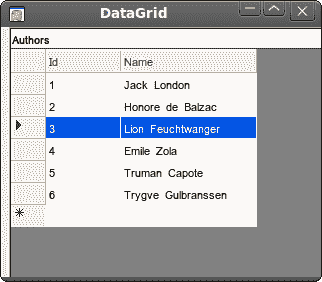 DataGrid
Authors
Id Name
1 Jack London
2 Honore de Balzac
3 Lion Feuchtwanger
4 Emile Zola
5 Truman Capote
6 Trygve Gulbranssen
*